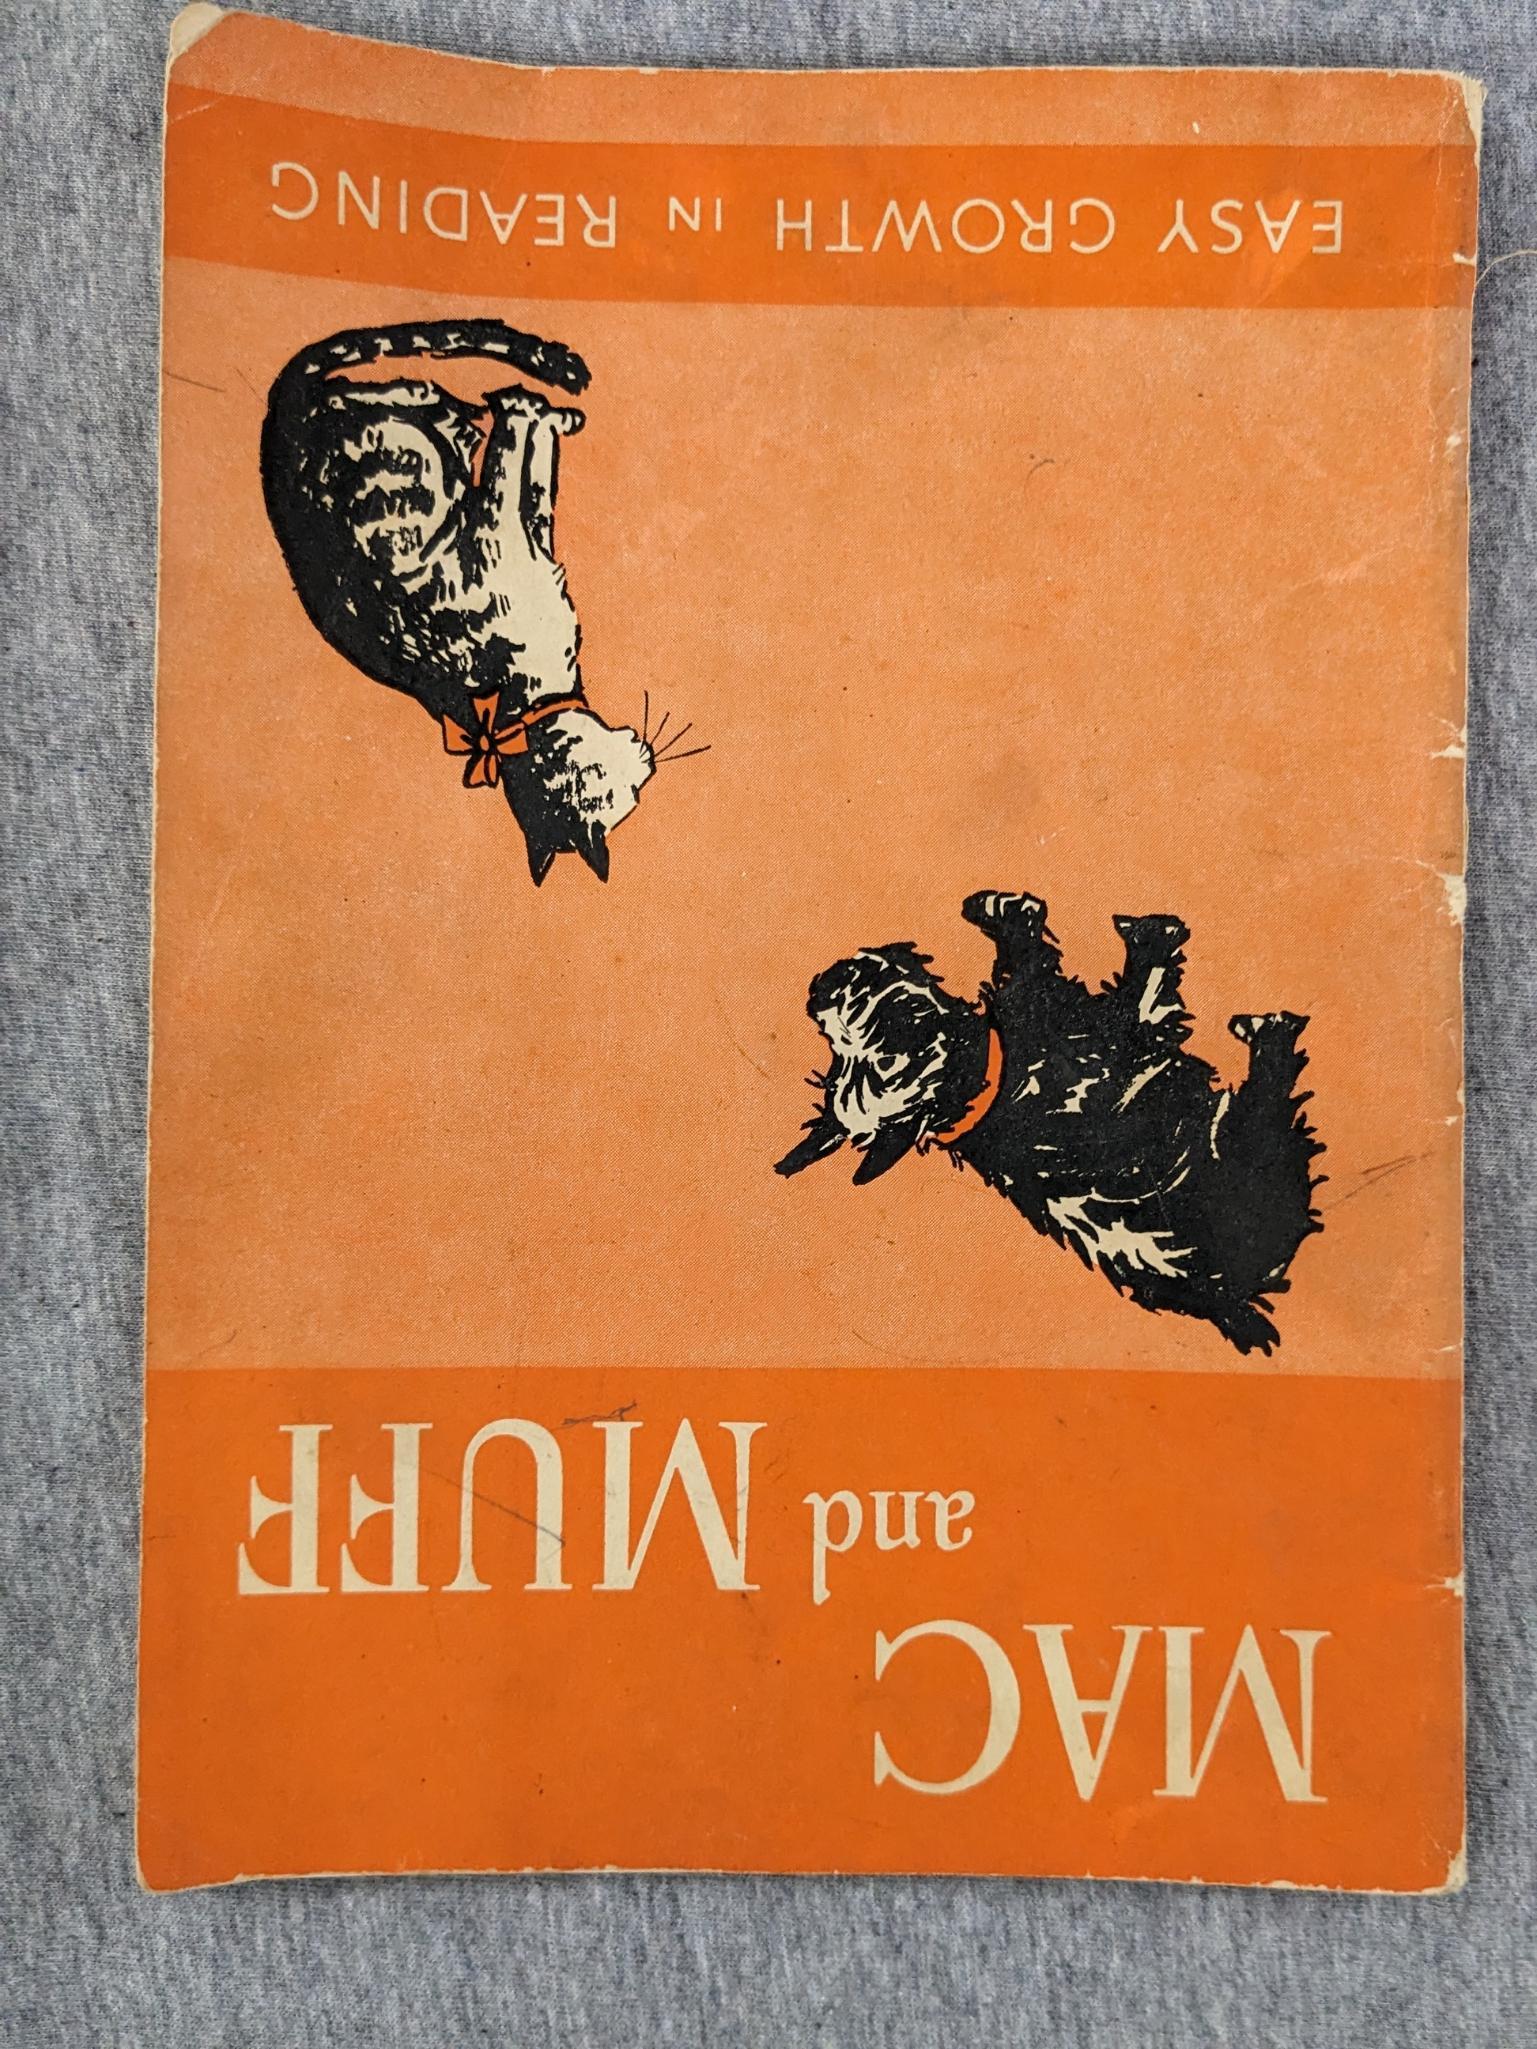 MAC
and MUFF
EASY GROWTH IN READING